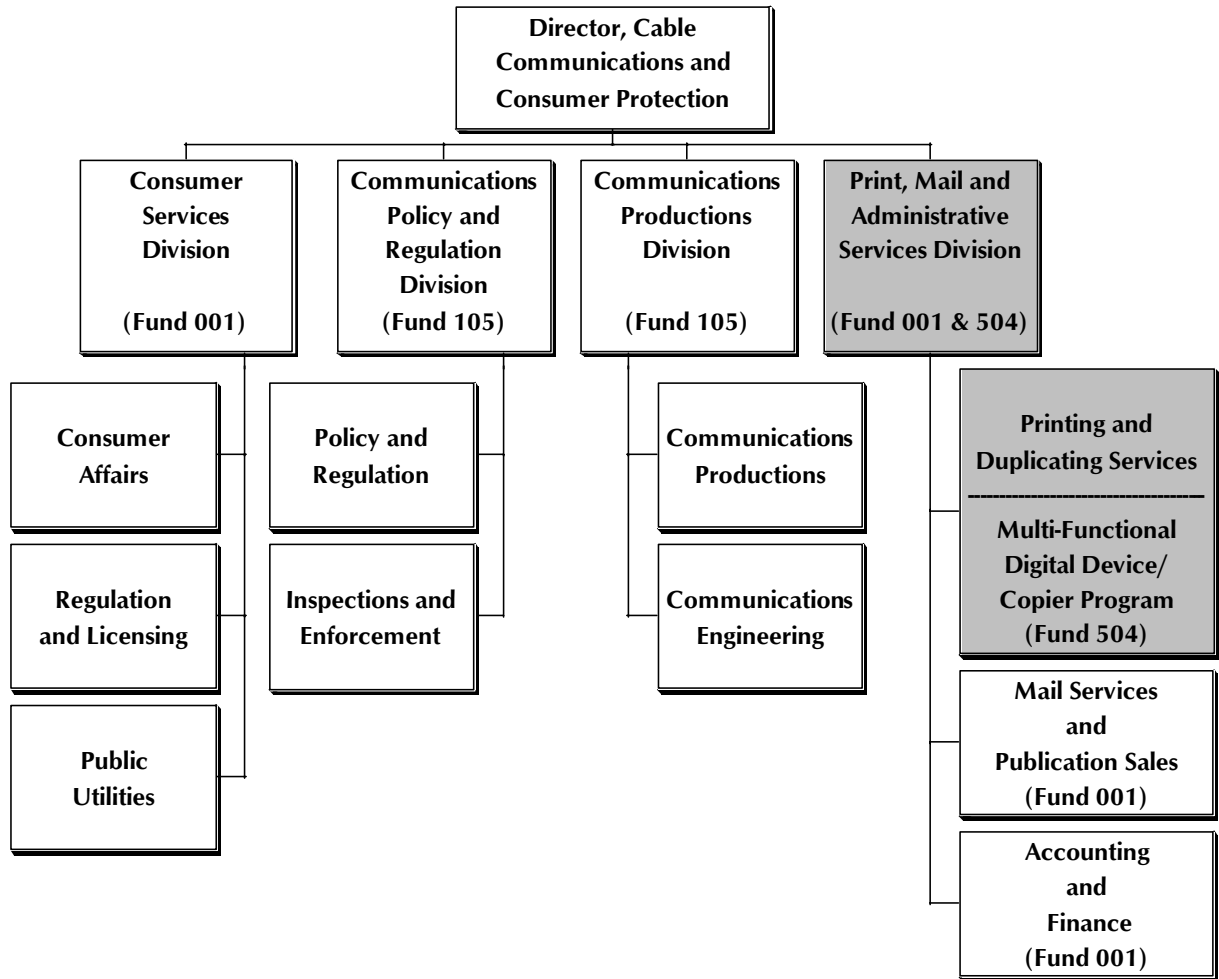 Director, Cable
Communications and
Consumer Protection
Consumer
Services
Division
(Fund 001)
Communications
Policy and
Regulation
Division
(Fund 105)
Communications
Productions
Division
(Fund 105)
Print, Mail and
Administrative
Services Division
(Fund 001 & 504)
Consumer
Affairs
Regulation
and Licensing
Public
Utilities
Policy and
Regulation
Inspections and
Enforcement
Communications
Productions
Communications
Engineering
Printing and
Duplicating Services
Multi-Functional
Digital Device/
Copier Program
(Fund 504)
Mail Services
and
Publication Sales
(Fund 001)
Accounting
and
Finance
(Fund 001)